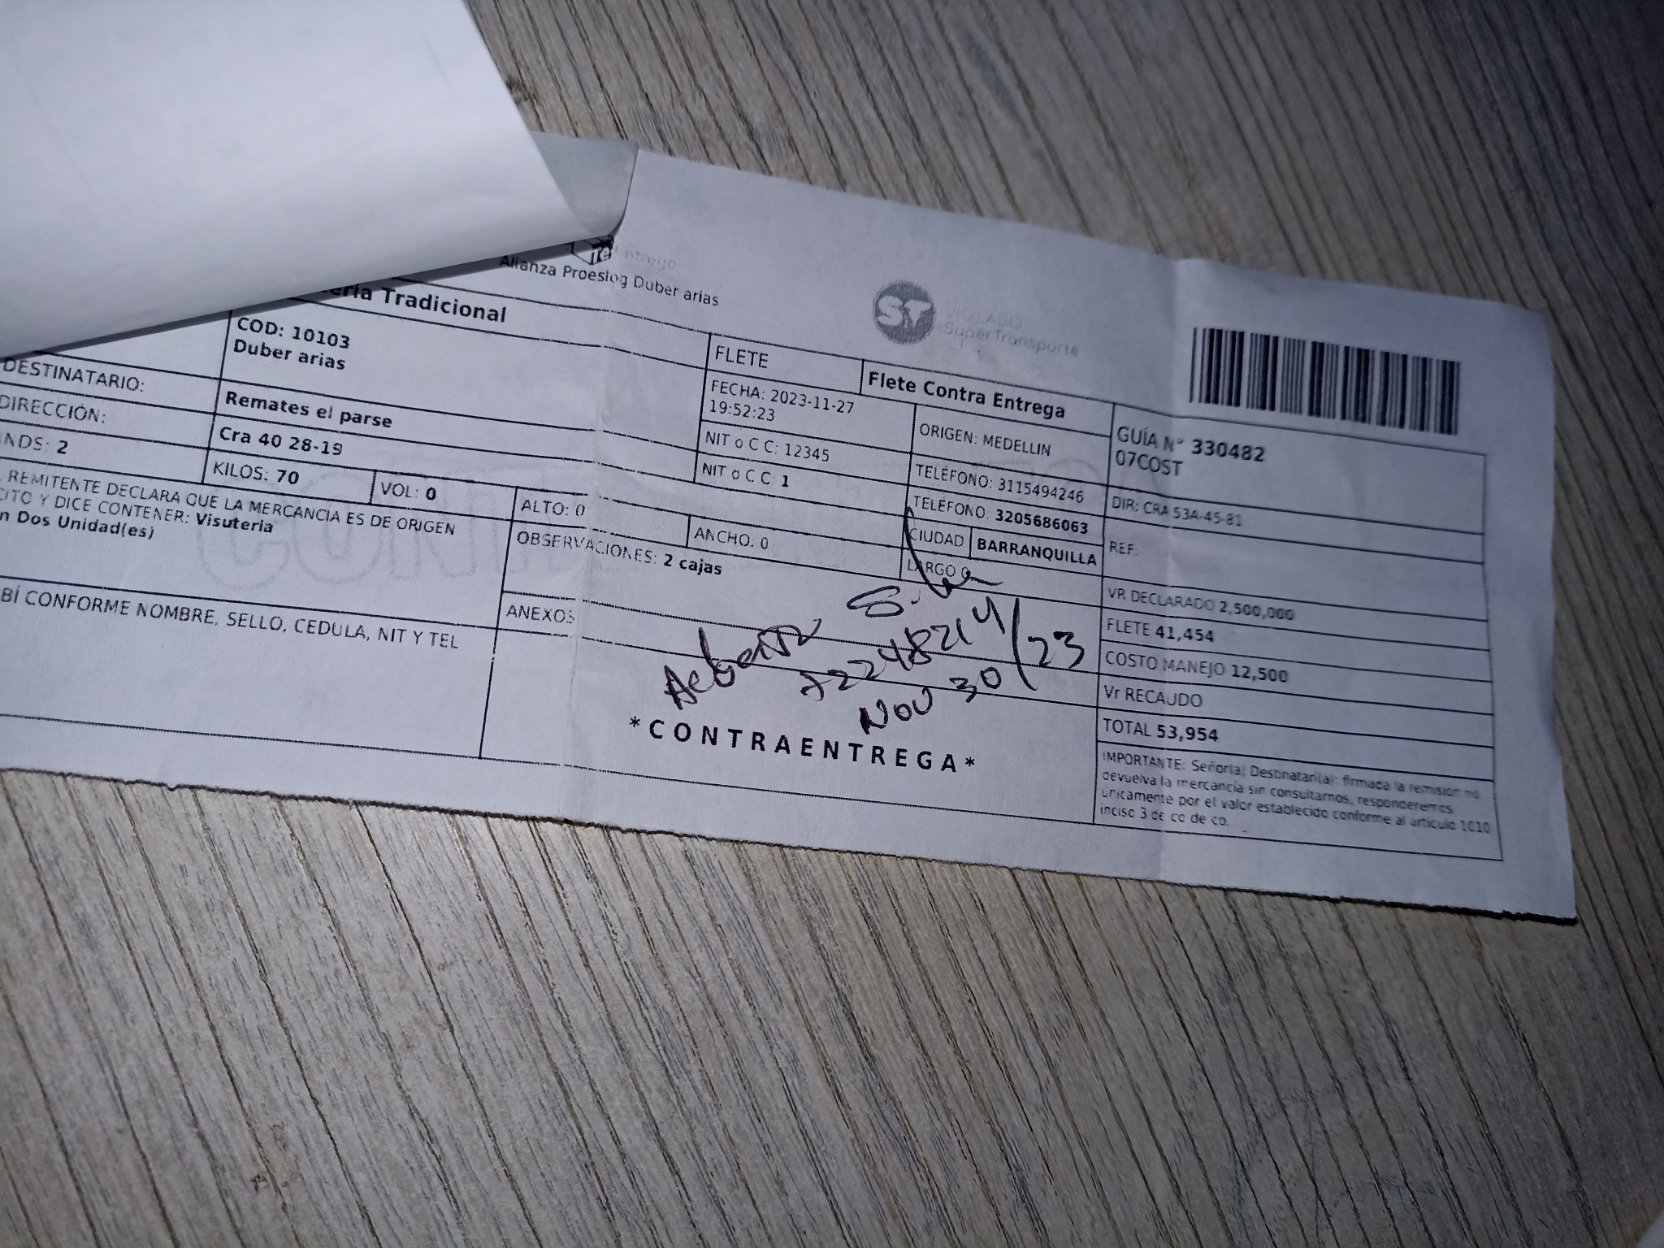 Alianza Proeslog Duber arias
VIGILADO
SuperTransporte
ería Tradicional
FLETE
Flete Contra Entrega
GUÍA N° 330482
07COST
COD: 10103
Duber arias
FECHA: 2023-11-27
19:52:23
ORIGEN: MEDELLIN
DESTINATARIO:
Remates el parse
NIT o C C: 12345
TELÉFONO: 3115494246
DIR: CRA 53A-45-81
DIRECCIÓN:
Cra 40 28-19
NIT o C C: 1
TELÉFONO: 3205686063
REF:
NDS: 2
KILOS: 70
VOL: 0
ALTO: 0
ANCHO. 0
CIUDAD
BARRANQUILLA
LARGO 0
VR DECLARADO 2,500,000
REMITENTE DECLARA QUE LA MERCANCIA ES DE ORIGEN
CITO Y DICE CONTENER: Visuteria
n Dos Unidad(es)
OBSERVACIONES: 2 cajas
FLETE 41,454
ANEXOS
COSTO MANEJO 12,500
BÍ CONFORME NOMBRE, SELLO, CEDULA, NIT Y TEL
Vr RECAUDO
72248214
Nov 30/23
TOTAL 53,954
*CONTRAENTREGA*
IMPORTANTE: Señor(a) Destinatari(a): firmada la remisión no
devuelva la mercancía sin consultarnos, responderemos
únicamente por el valor establecido conforme al artículo 1010
inciso 3 de co de co.